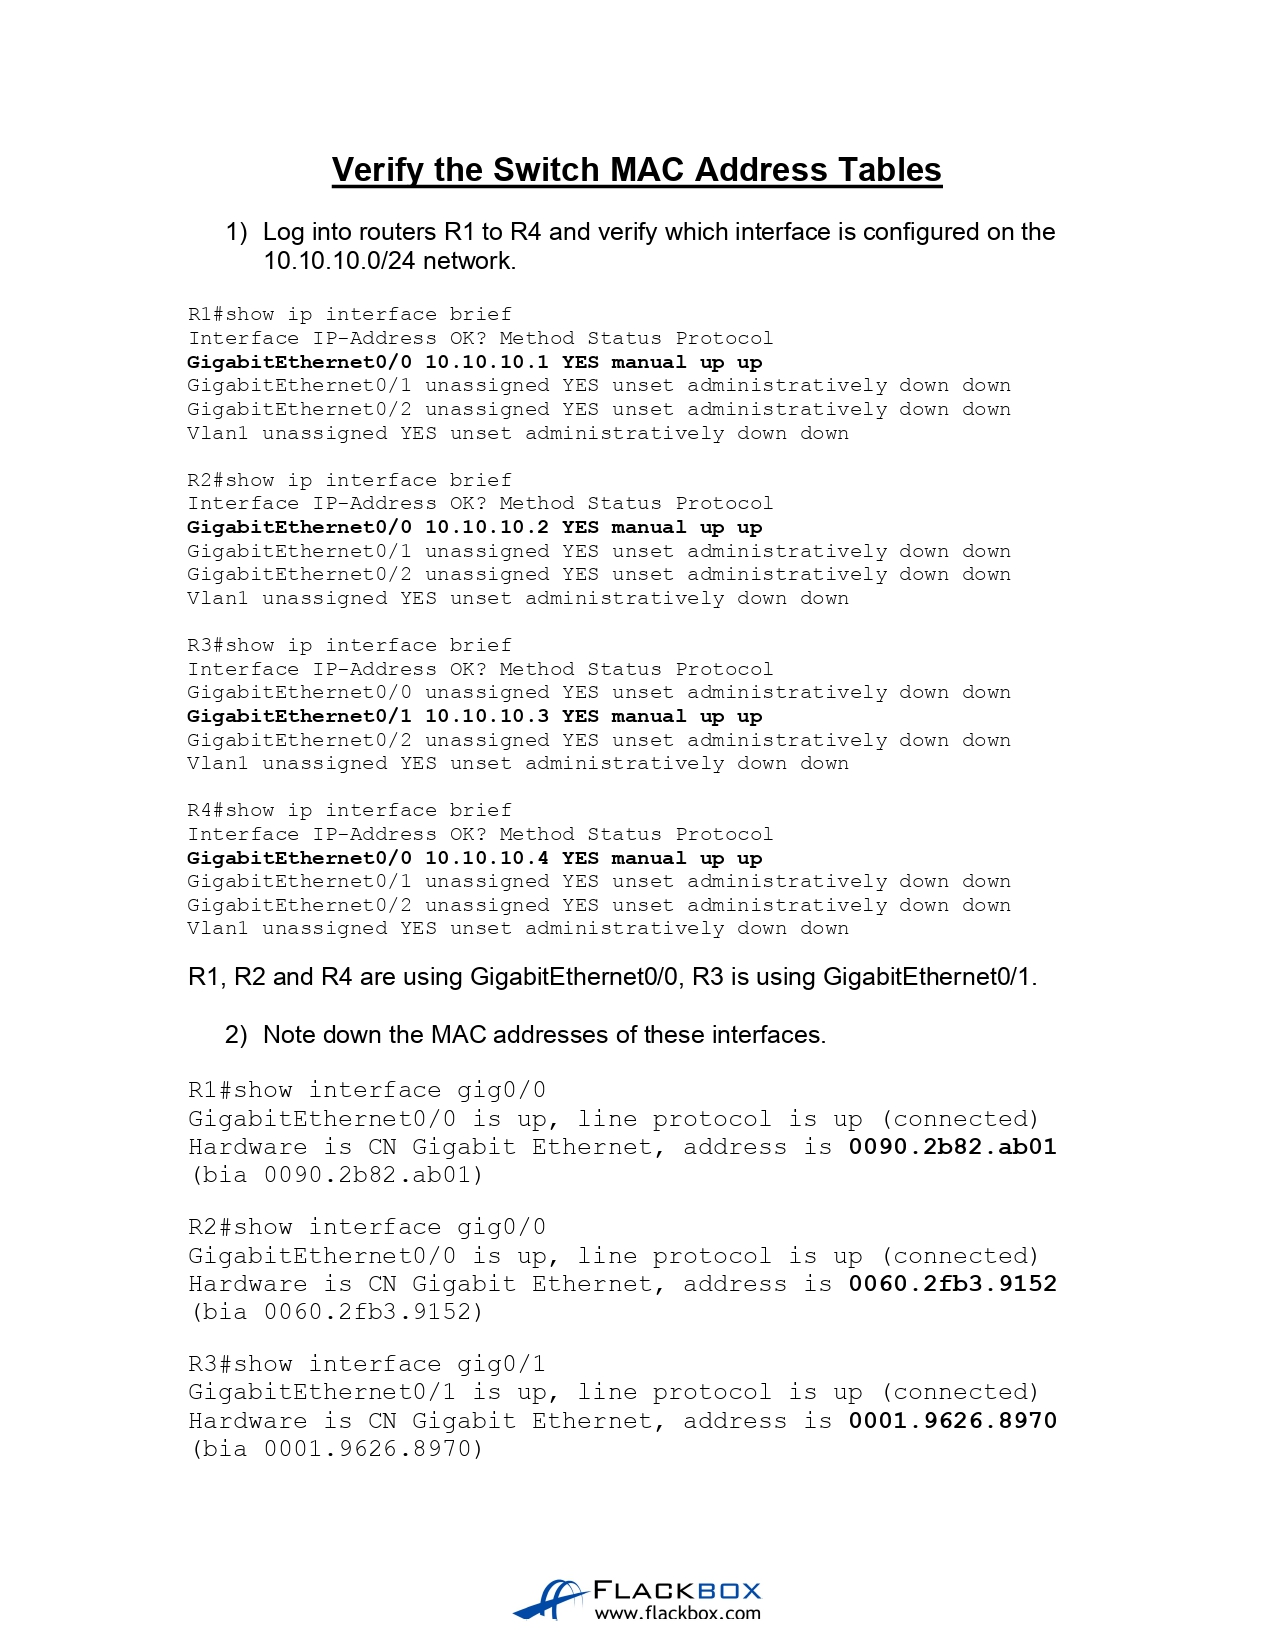 Verify the Switch MAC Address Tables
1) Log into routers R1 to R4 and verify which interface is configured on the
10.10.10.0/24 network.
R1#show ip interface brief
Interface IP-Address OK? Method Status Protocol
GigabitEthernet0/0 10.10.10.1 YES manual up up
GigabitEthernet0/1 unassigned YES unset administratively down down
GigabitEthernet0/2 unassigned YES unset administratively down down
Vlan1 unassigned YES unset administratively down down
R2#show ip interface brief
Interface IP-Address OK? Method Status Protocol
GigabitEthernet0/0 10.10.10.2 YES manual up up
GigabitEthernet0/1 unassigned YES unset administratively down down
GigabitEthernet0/2 unassigned YES unset administratively down down
Vlan1 unassigned YES unset administratively down down
R3#show ip interface brief
Interface IP-Address OK? Method Status Protocol
GigabitEthernet0/0 unassigned YES unset administratively down down
GigabitEthernet0/1 10.10.10.3 YES manual up up
GigabitEthernet0/2 unassigned YES unset administratively down down
Vlan1 unassigned YES unset administratively down down
R4#show ip interface brief
Interface IP-Address OK? Method Status Protocol
GigabitEthernet0/0 10.10.10.4 YES manual up up
GigabitEthernet0/1 unassigned YES unset administratively down down
GigabitEthernet0/2 unassigned YES unset administratively down down
Vlan1 unassigned YES unset administratively down down
R1, R2 and R4 are using GigabitEthernet0/0, R3 is using GigabitEthernet0/1.
2) Note down the MAC addresses of these interfaces.
R1#show interface gig0/0
GigabitEthernet0/0 is up, line protocol is up (connected)
Hardware is CN Gigabit Ethernet, address is 0090.2b82.ab01
(bia 0090.2b82.ab01)
R2#show interface gig0/0
GigabitEthernet0/0 is up, line protocol is up (connected)
Hardware is CN Gigabit Ethernet, address is 0060.2fb3.9152
(bia 0060.2fb3.9152)
R3#show interface gig0/1
GigabitEthernet0/1 is up, line protocol is up (connected)
Hardware is CN Gigabit Ethernet, address is 0001.9626.8970
(bia 0001.9626.8970)
FLACKBOX
www.flackbox.com